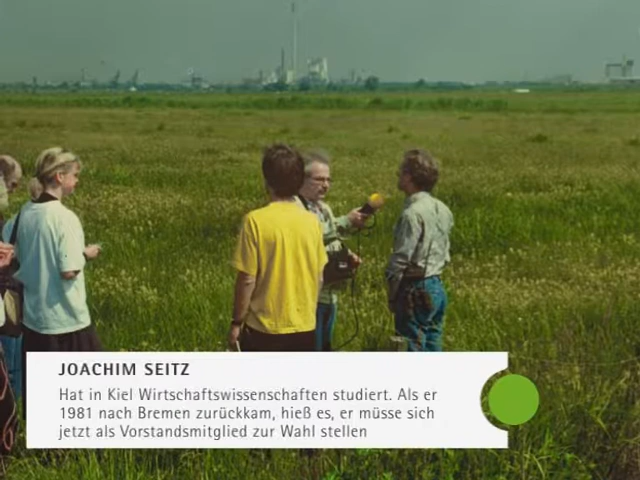 JOACHIM SEITZ
Hat in Kiel Wirtschaftswissenschaften studiert. Als er
1981 nach Bremen zurückkam, hieß es, er müsse sich
jetzt als Vorstandsmitglied zur Wahl stellen